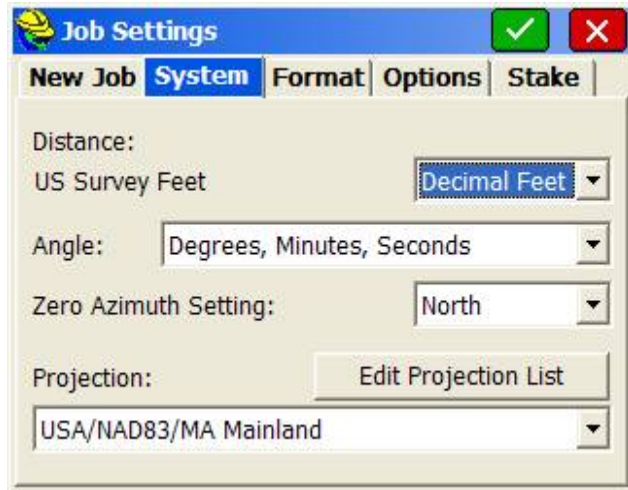 Job Settings
New Job System Format Options Stake
Distance:
US Survey Feet Decimal Feet
Angle: Degrees, Minutes, Seconds
Zero Azimuth Setting: North
Projection: Edit Projection List
USA/NAD83/MA Mainland